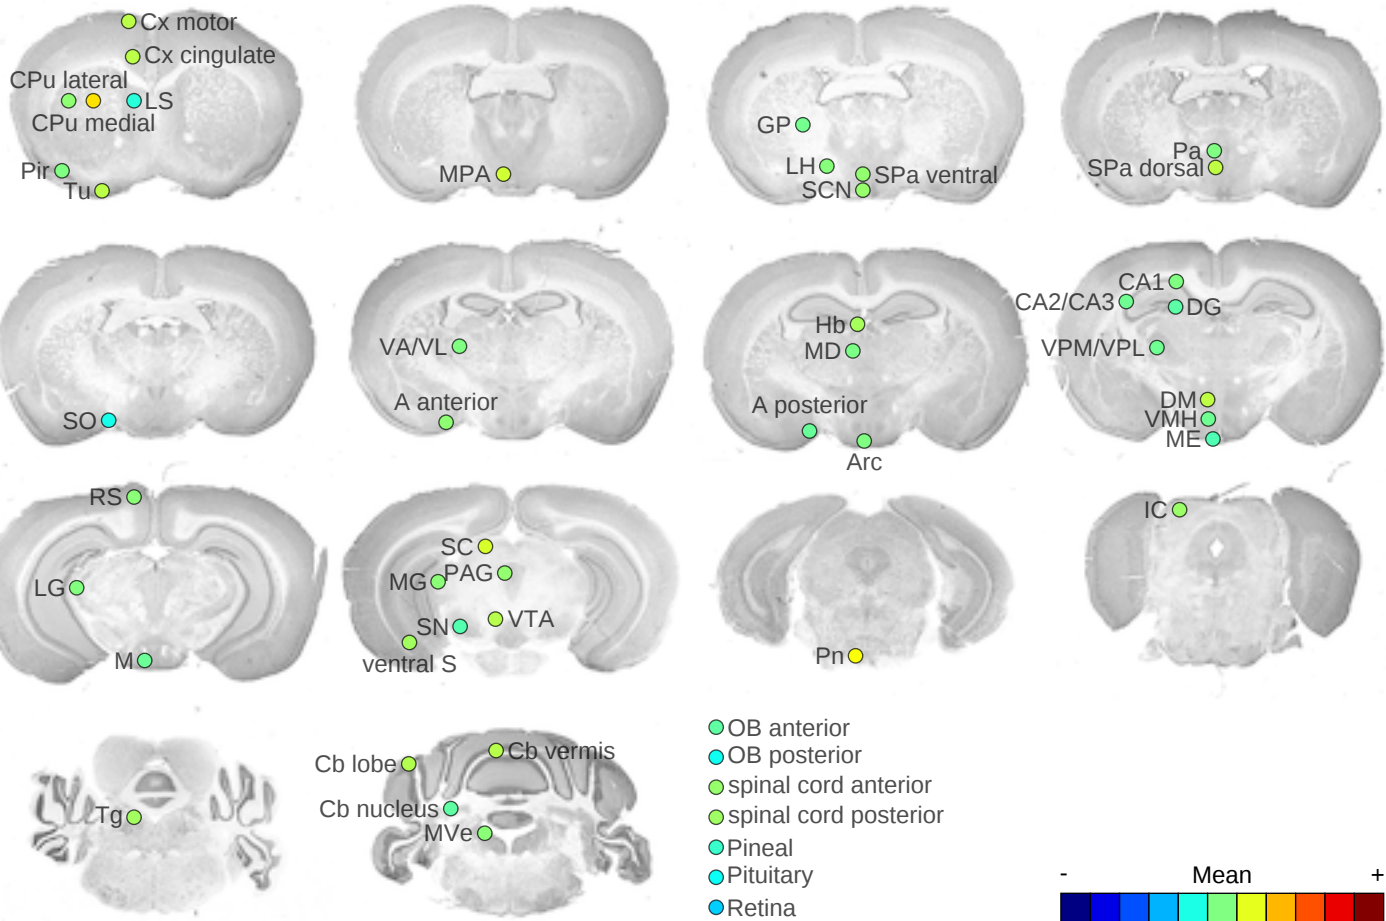 Cx motor
Cx cingulate
CPu lateral
LS
CPu medial
Pir
Tu
MPA
GP
LH
SPa ventral
SCN
Pa
SPa dorsal
SO
VA/VL
A anterior
Hb
MD
A posterior
Arc
CA1
CA2/CA3
DG
VPM/VPL
DM
VMH
ME
RS
LG
M
SC
MG
PAG
SN
VTA
ventral S
Pn
IC
Tg
Cb lobe
Cb vermis
Cb nucleus
MVe
OB anterior
OB posterior
spinal cord anterior
spinal cord posterior
Pineal
Pituitary
Retina
- Mean +